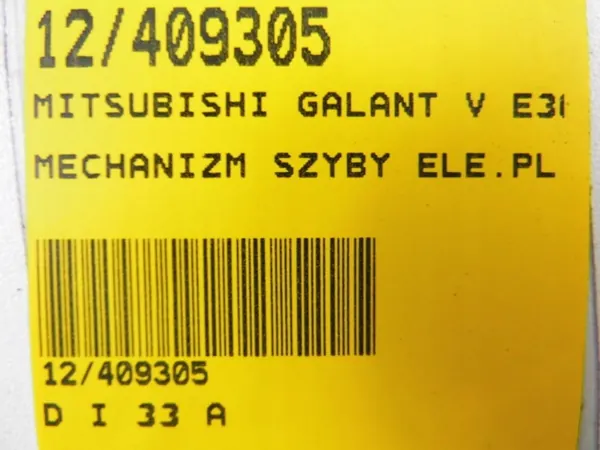 12/409305
MITSUBISHI GALANT V
MECHANIZM SZYBY ELE.PL
12/409305
D I 33 A